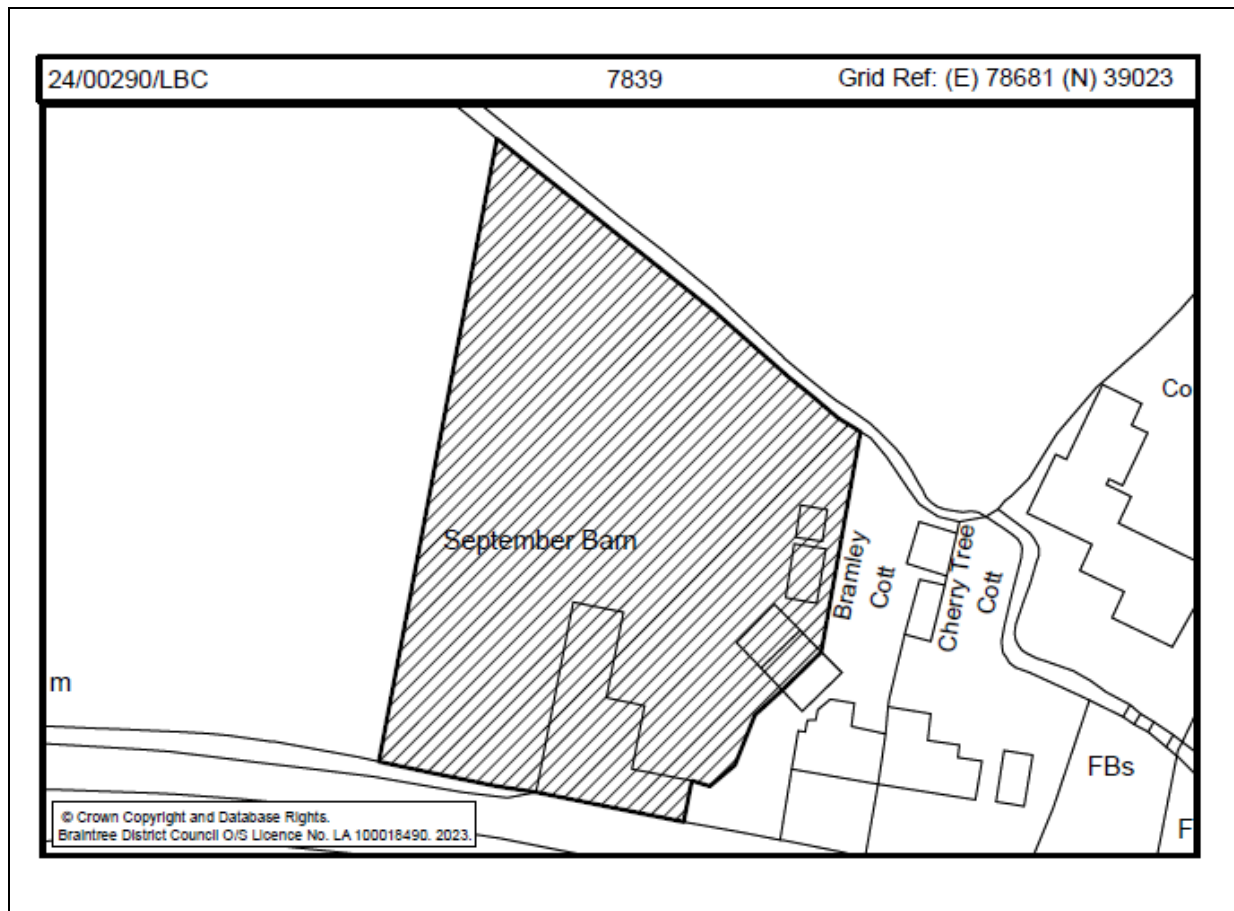 24/00290/LBC 7839 Grid Ref: (E) 78681 (N) 39023
Co
September Barn
Bramley
Cott
Cherry Tree
Cott
m
FBs
F
© Crown Copyright and Database Rights.
Braintree District Council O/S Licence No. LA 100018490. 2023.